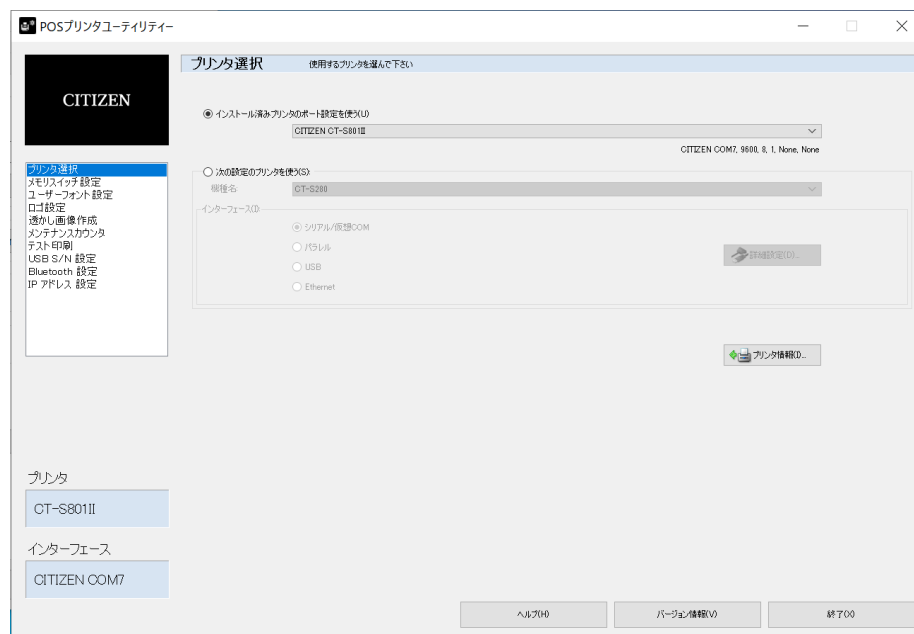 POSプリンタユーティリティー
CITIZEN
プリンタ選択 使用するプリンタを選んで下さい
インストール済みプリンタのポート設定を使う(U)
CITIZEN CT-S801II
CITIZEN COM7, 9600, 8, 1, None, None
プリンタ選択
メモリスイッチ設定
ユーザーフォント設定
ロゴ設定
透かし画像作成
メンテナンスカウンタ
テスト印刷
USB S/N 設定
Bluetooth 設定
IP アドレス 設定
次の設定のプリンタを使う(S):
機種名 CT-S280
インターフェース(I)
シリアル/仮想COM
パラレル
USB
Ethernet
詳細設定(D)...
プリンタ情報(I)...
プリンタ
CT-S801II
インターフェース
CITIZEN COM7
ヘルプ(H) バージョン情報(V) 終了(X)